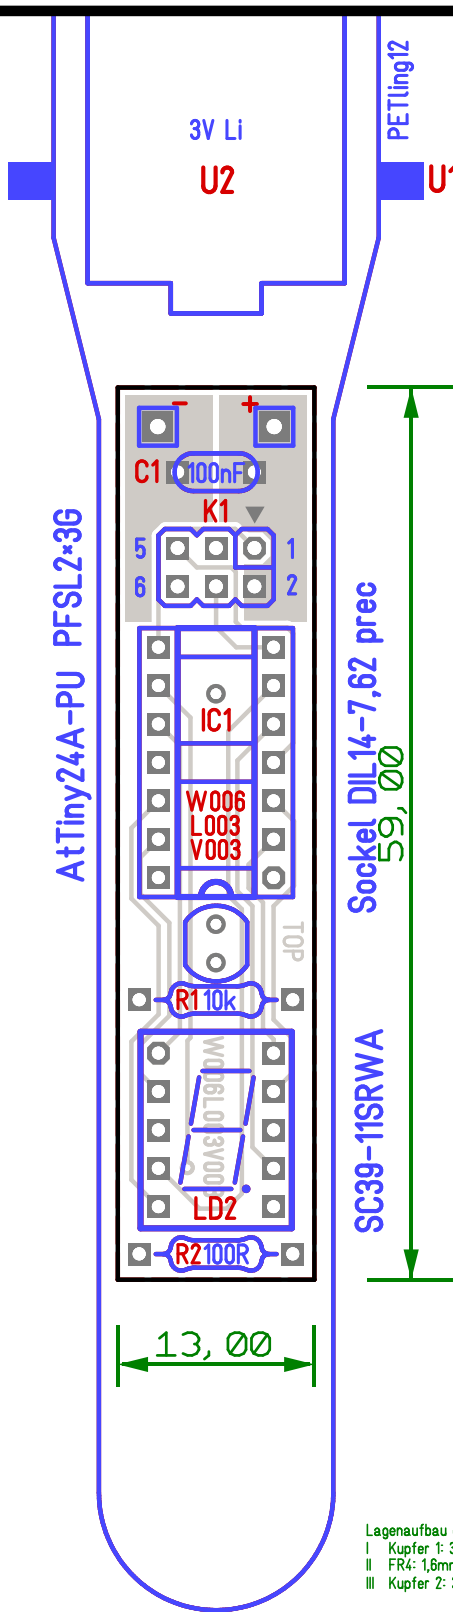 PETling12
3V Li
U2
U1
-
+
C1 100nF
K1
5 1
6 2
AtTiny24A-PU PFSL2*3G
Sockel DIL14-7,62 prec
59,00
IC1
W006
L003
V003
TOP
R1 10k
W006L003V003
SC39-11SRWA
LD2
R2 100R
13,00
Lagenaufbau
I Kupfer 1:
II FR4: 1,6mm
III Kupfer 2: